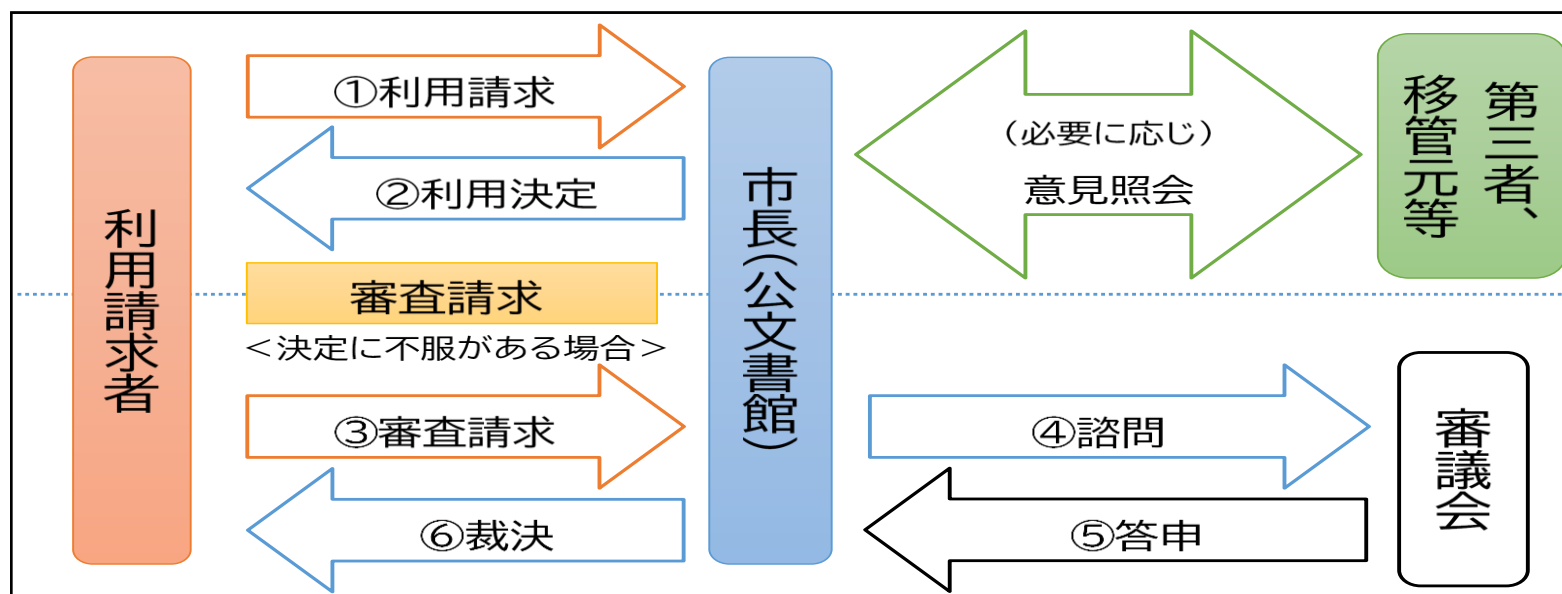 利用請求者
①利用請求
②利用決定
審査請求
＜決定に不服がある場合＞
③審査請求
⑥裁決
市長(公文書館)
（必要に応じ）
意見照会
第三者、
移管元等
④諮問
⑤答申
審議会